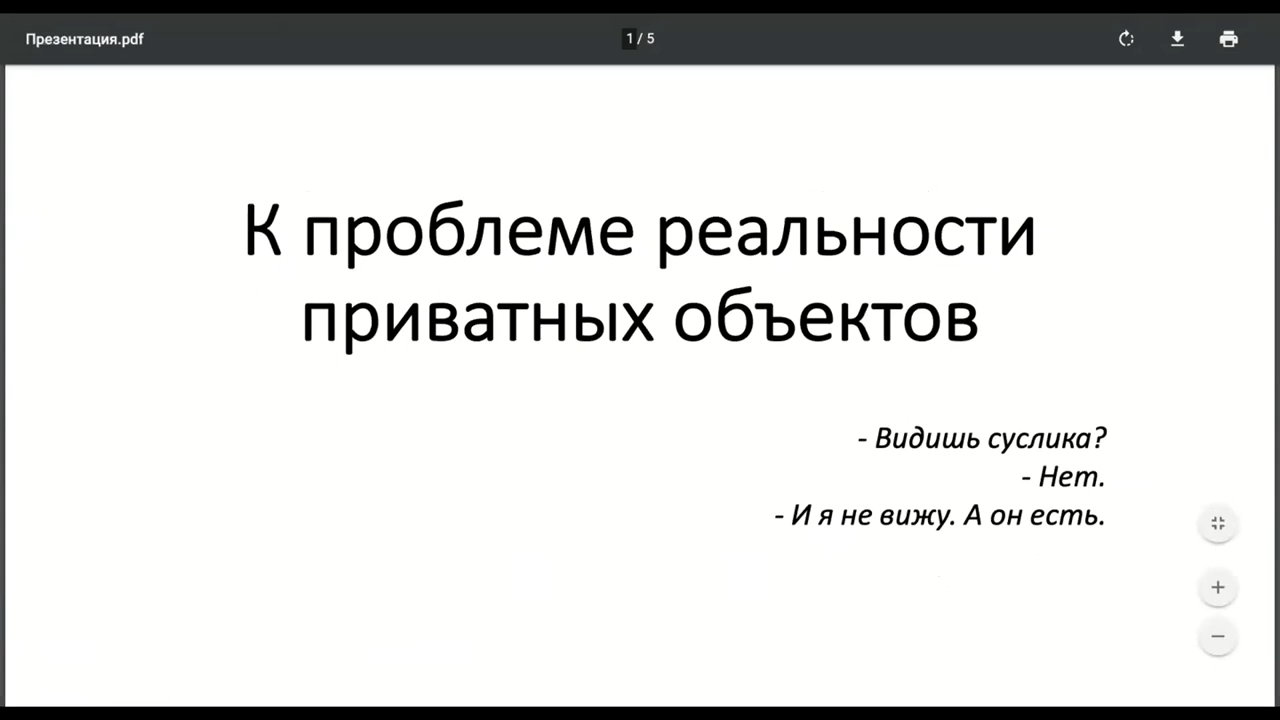 Презентация.pdf
1 / 5
К проблеме реальности
приватных объектов
- Видишь суслика?
- Нет.
- И я не вижу. А он есть.